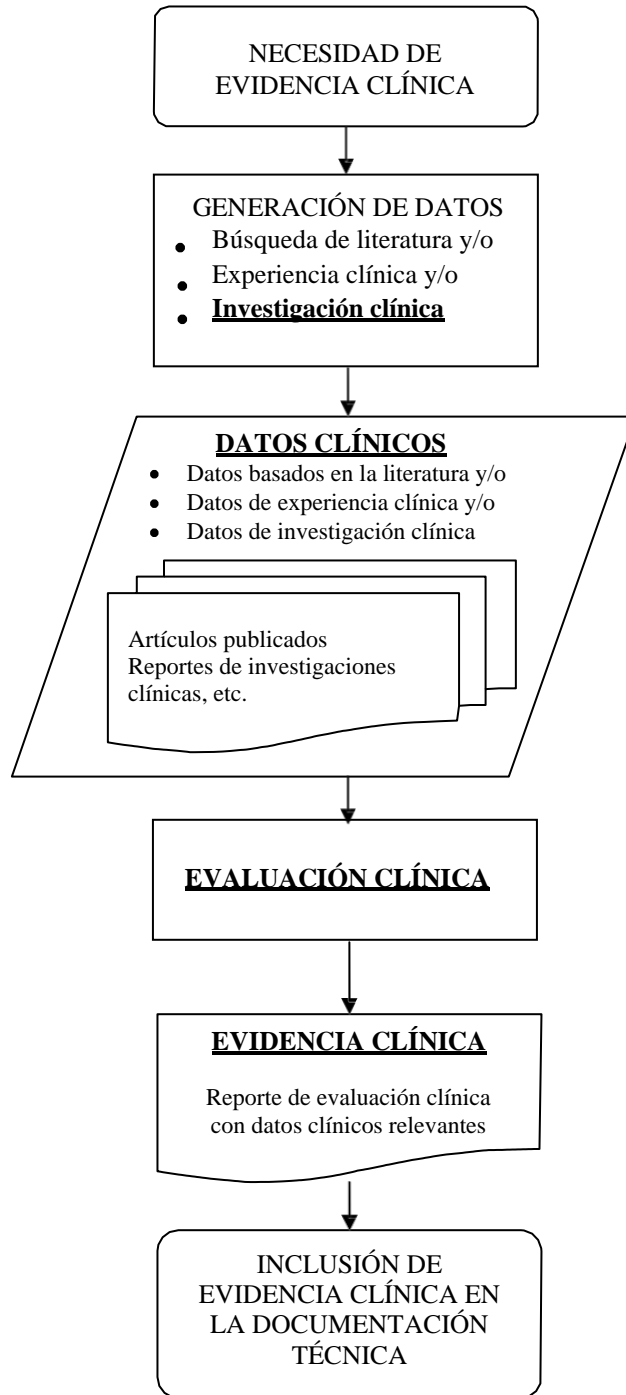 NECESIDAD DE
EVIDENCIA CLÍNICA
GENERACIÓN DE DATOS
• Búsqueda de literatura y/o
• Experiencia clínica y/o
• Investigación clínica
DATOS CLÍNICOS
• Datos basados en la literatura y/o
• Datos de experiencia clínica y/o
• Datos de investigación clínica
Artículos publicados
Reportes de investigaciones
clínicas, etc.
EVALUACIÓN CLÍNICA
EVIDENCIA CLÍNICA
Reporte de evaluación clínica
con datos clínicos relevantes
INCLUSIÓN DE
EVIDENCIA CLÍNICA EN
LA DOCUMENTACIÓN
TÉCNICA